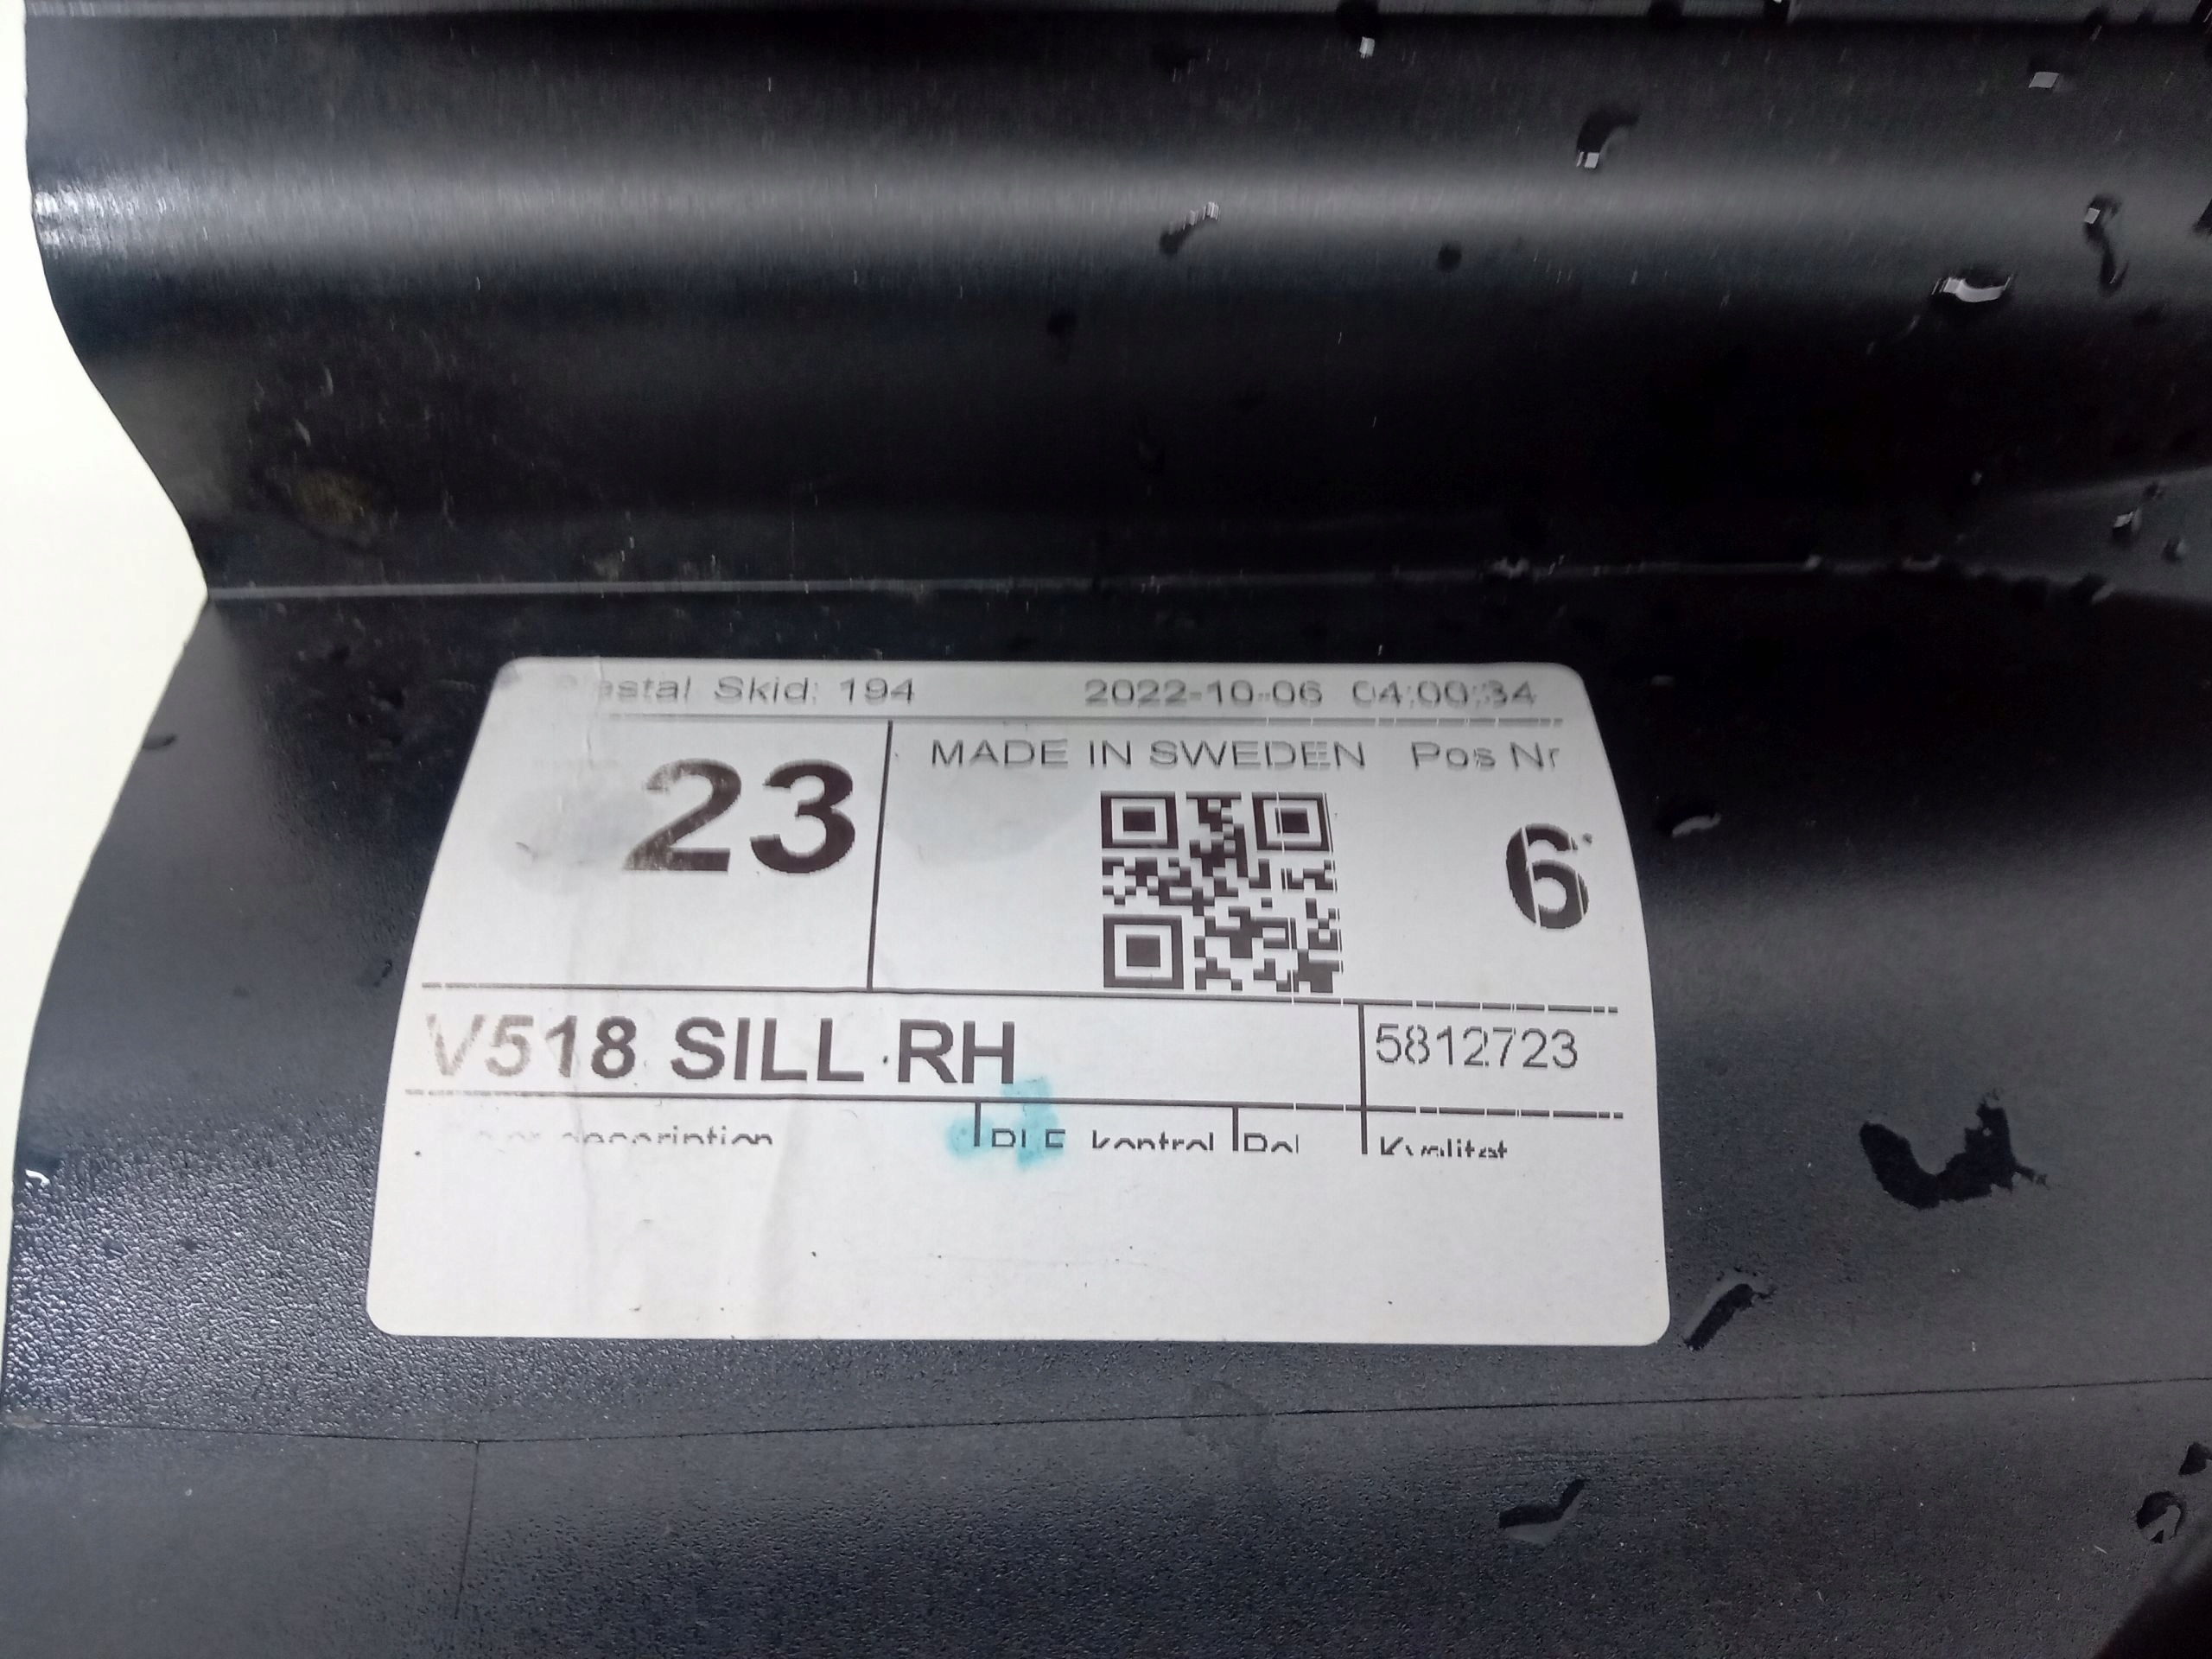 Skid: 194 2022-10-06 04:00:34
MADE IN SWEDEN Pos Nr
23
6
V518 SILL RH 5812723
description kontrol Kvalitet